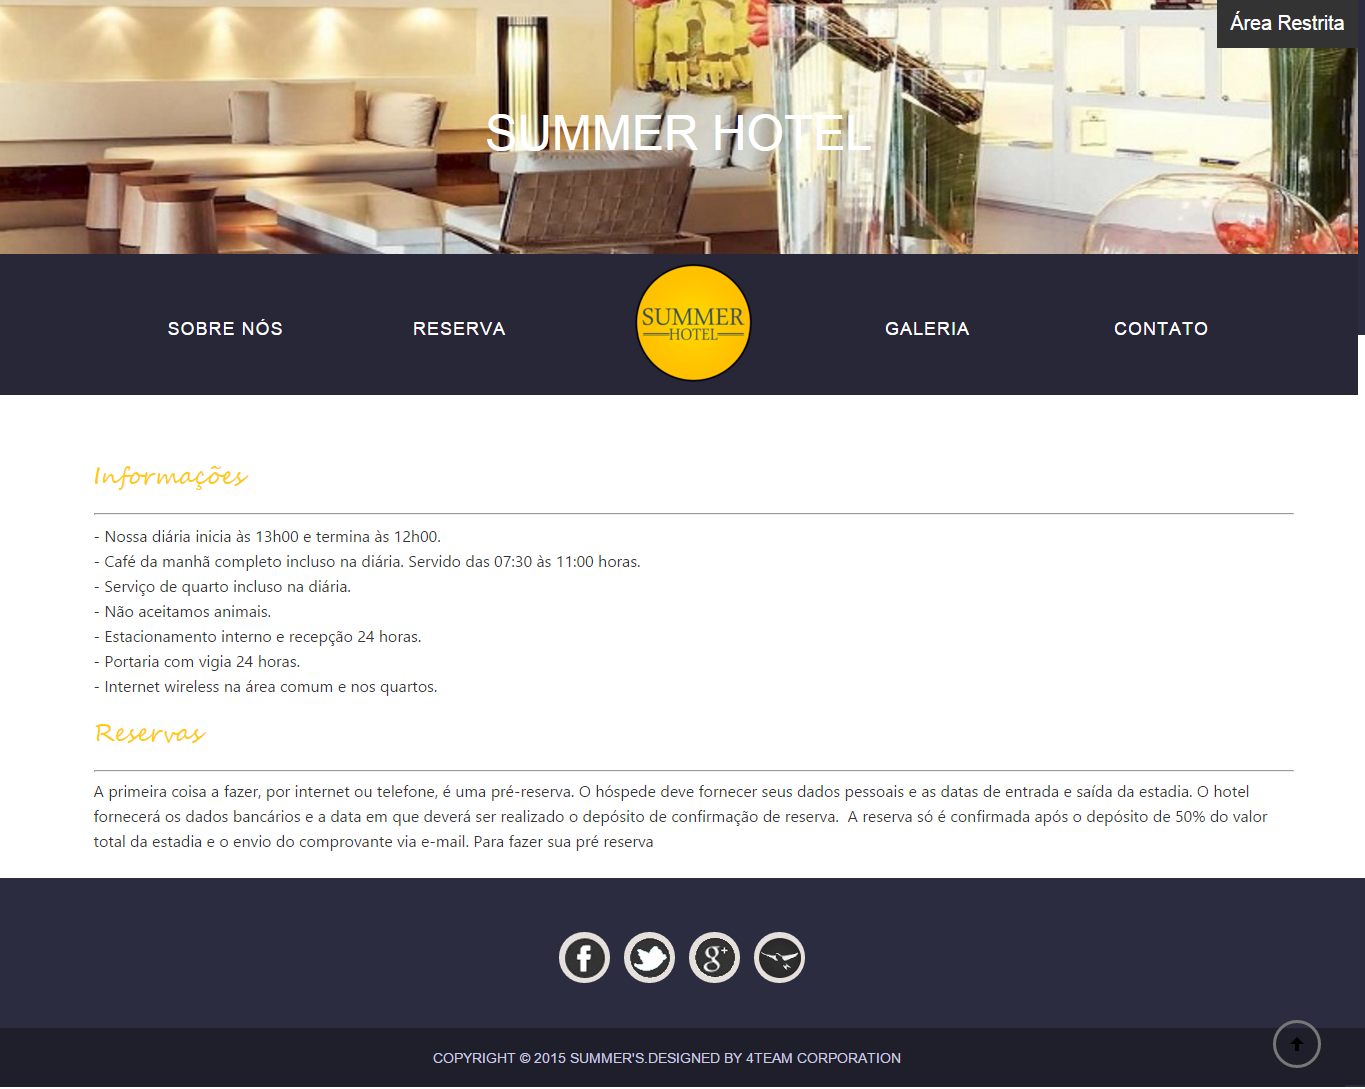 Área Restrita
SUMMER HOTEL
SOBRE NÓS
RESERVA
SUMMER
HOTEL
GALERIA
CONTATO
Informações
- Nossa diária inicia às 13h00 e termina às 12h00.
- Café da manhã completo incluso na diária. Servido das 07:30 às 11:00 horas.
- Serviço de quarto incluso na diária.
- Não aceitamos animais.
- Estacionamento interno e recepção 24 horas.
- Portaria com vigia 24 horas.
- Internet wireless na área comum e nos quartos.
Reservas
A primeira coisa a fazer, por internet ou telefone, é uma pré-reserva. O hóspede deve fornecer seus dados pessoais e as datas de entrada e saída da estadia. O hotel
fornecerá os dados bancários e a data em que deverá ser realizado o depósito de confirmação de reserva.  A reserva só é confirmada após o depósito de 50% do valor
total da estadia e o envio do comprovante via e-mail. Para fazer sua pré reserva
COPYRIGHT © 2015 SUMMER'S.DESIGNED BY 4TEAM CORPORATION